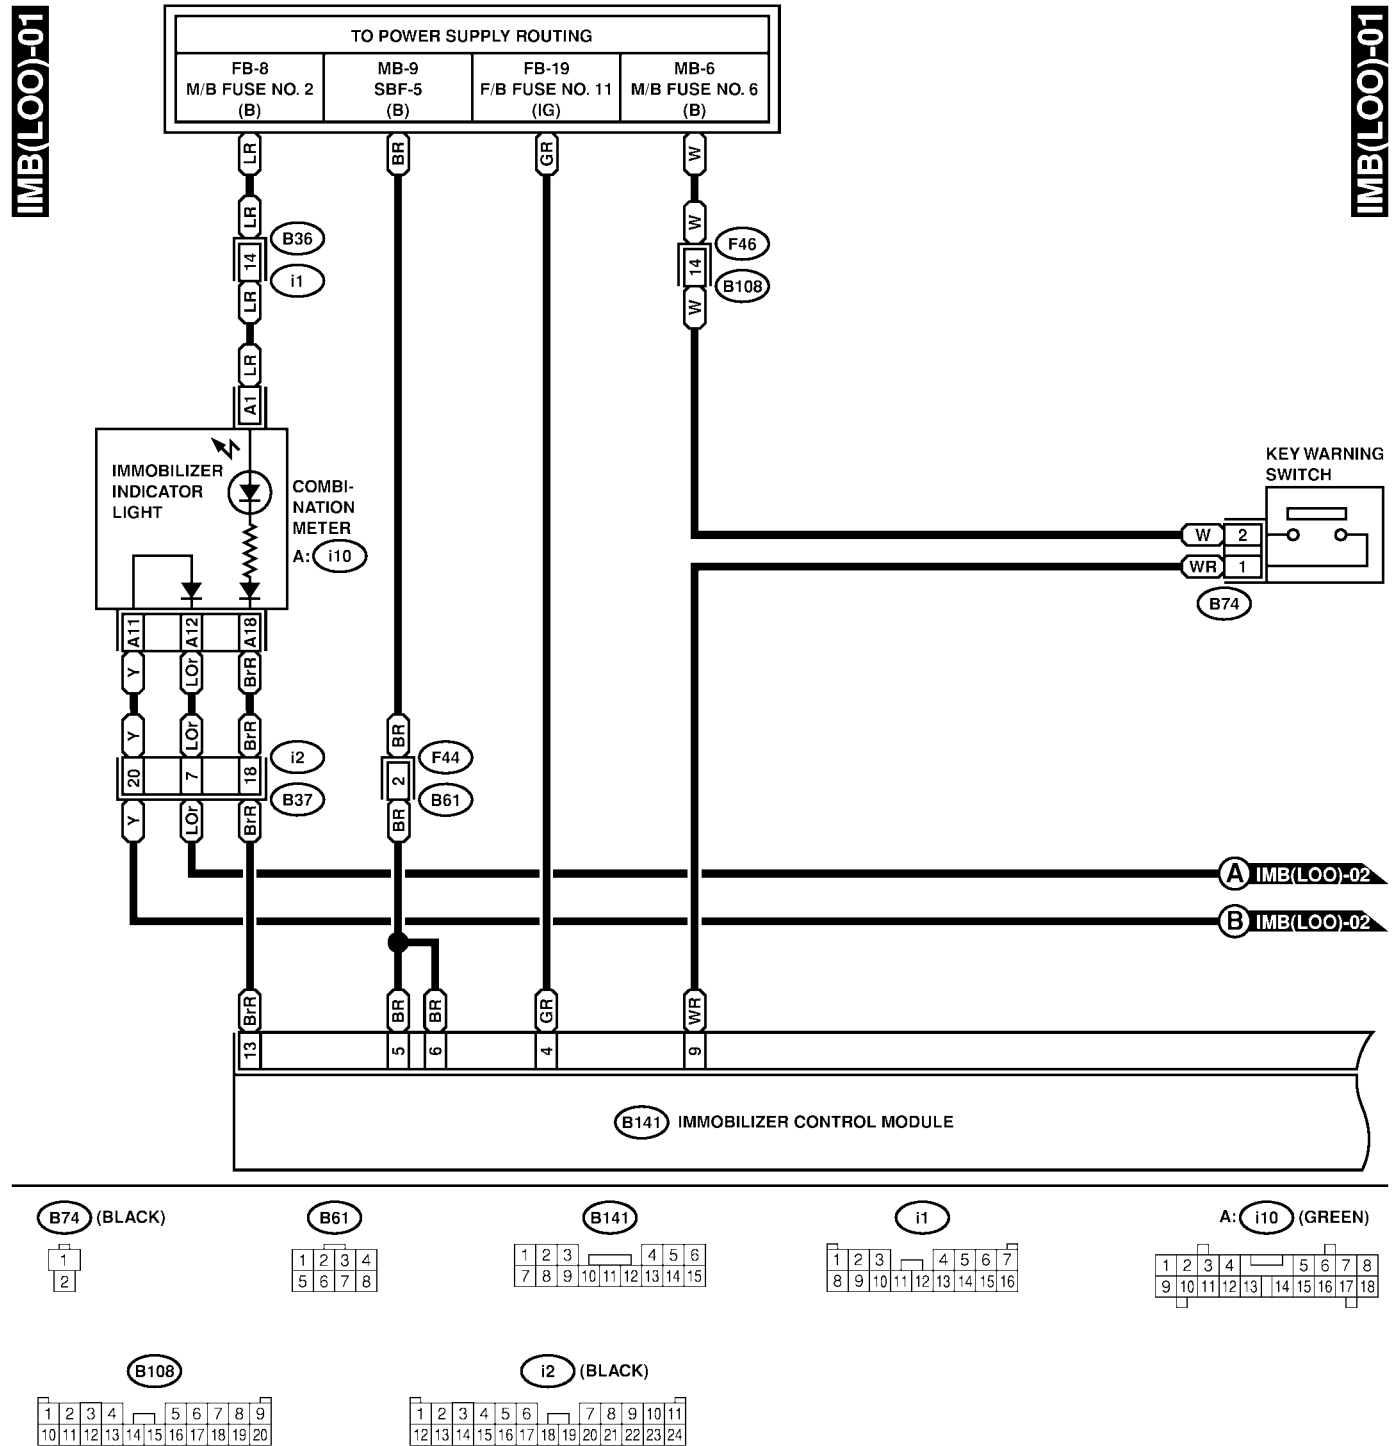 IMB(LOO)-01
IMB(LOO)-01
TO POWER SUPPLY ROUTING
FB-8
M/B FUSE NO. 2
(B)
MB-9
SBF-5
(B)
FB-19
F/B FUSE NO. 11
(IG)
MB-6
M/B FUSE NO. 6
(B)
LR
BR
GR
W
LR
W
B36
14
i1
F46
14
B108
LR
W
LR
A1
IMMOBILIZER
INDICATOR
LIGHT
COMBI-
NATION
METER
A: i10
KEY WARNING
SWITCH
W 2
WR 1
B74
A11 A12 A18
Y LOr BrR
Y LOr BrR BR
i2 F44
20 7 18 2
B37 B61
Y LOr BrR BR
A IMB(LOO)-02
B IMB(LOO)-02
BrR BR BR GR WR
13 5 6 4 9
B141 IMMOBILIZER CONTROL MODULE
B74 (BLACK)
1
2
B61
1 2 3 4
5 6 7 8
B141
1 2 3 4 5 6
7 8 9 10 11 12 13 14 15
i1
1 2 3 4 5 6 7
8 9 10 11 12 13 14 15 16
A: i10 (GREEN)
1 2 3 4 5 6 7 8
9 10 11 12 13 14 15 16 17 18
B108
1 2 3 4 5 6 7 8 9
10 11 12 13 14 15 16 17 18 19 20
i2 (BLACK)
1 2 3 4 5 6 7 8 9 10 11
12 13 14 15 16 17 18 19 20 21 22 23 24